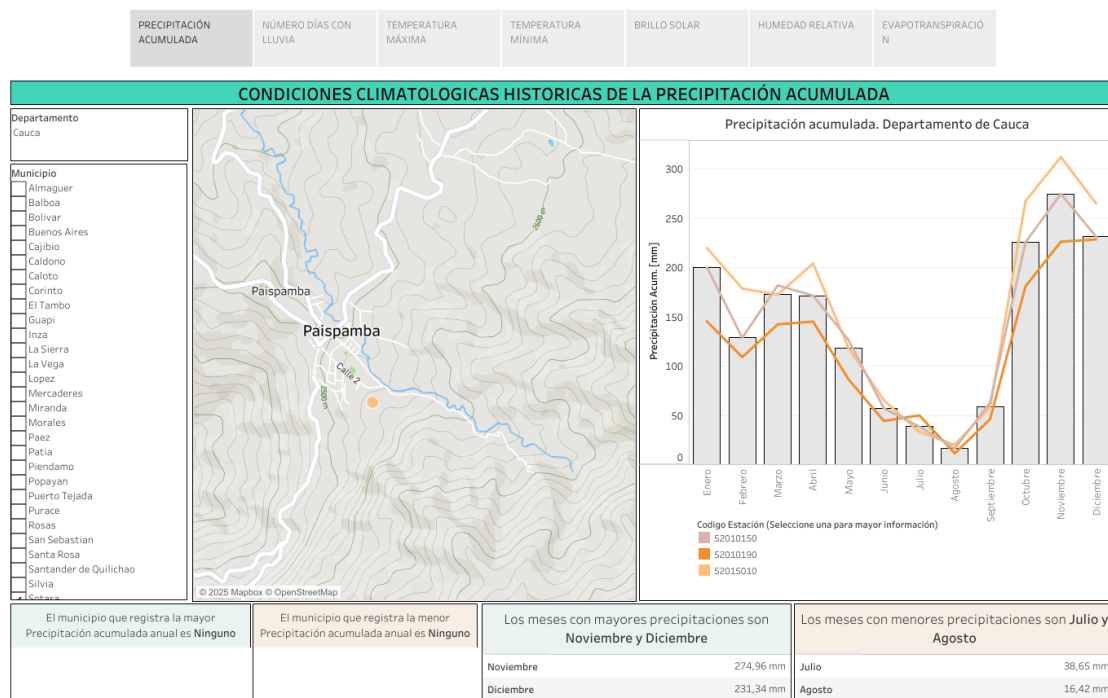 PRECIPITACIÓN
ACUMULADA
NÚMERO DÍAS CON
LLUVIA
TEMPERATURA
MÁXIMA
TEMPERATURA
MÍNIMA
BRILLO SOLAR
HUMEDAD RELATIVA
EVAPOTRANSPIRACIÓ
N
CONDICIONES CLIMATOLOGICAS HISTORICAS DE LA PRECIPITACIÓN ACUMULADA
Departamento
Cauca
Municipio
Almaguer
Balboa
Bolivar
Buenos Aires
Cajibio
Caldono
Caloto
Corinto
El Tambo
Guapi
Inza
La Sierra
La Vega
Lopez
Mercaderes
Miranda
Morales
Paez
Patia
Piendamo
Popayan
Puerto Tejada
Purace
Rosas
San Sebastian
Santa Rosa
Santander de Quilichao
Silvia
Sotara
2600 m
Paispamba
Paispamba
Calle 2
2500 m
© 2025 Mapbox © OpenStreetMap
Precipitación acumulada. Departamento de Cauca
Precipitación Acum. [mm]
300
250
200
150
100
50
0
Enero
Febrero
Marzo
Abril
Mayo
Junio
Julio
Agosto
Septiembre
Octubre
Noviembre
Diciembre
Codigo Estación (Seleccione una para mayor información)
52010150
52010190
52015010
El municipio que registra la mayor
Precipitación acumulada anual es Ninguno
El municipio que registra la menor
Precipitación acumulada anual es Ninguno
Los meses con mayores precipitaciones son
Noviembre y Diciembre
Noviembre 274,96 mm
Diciembre 231,34 mm
Los meses con menores precipitaciones son Julio y
Agosto
Julio 38,65 mm
Agosto 16,42 mm